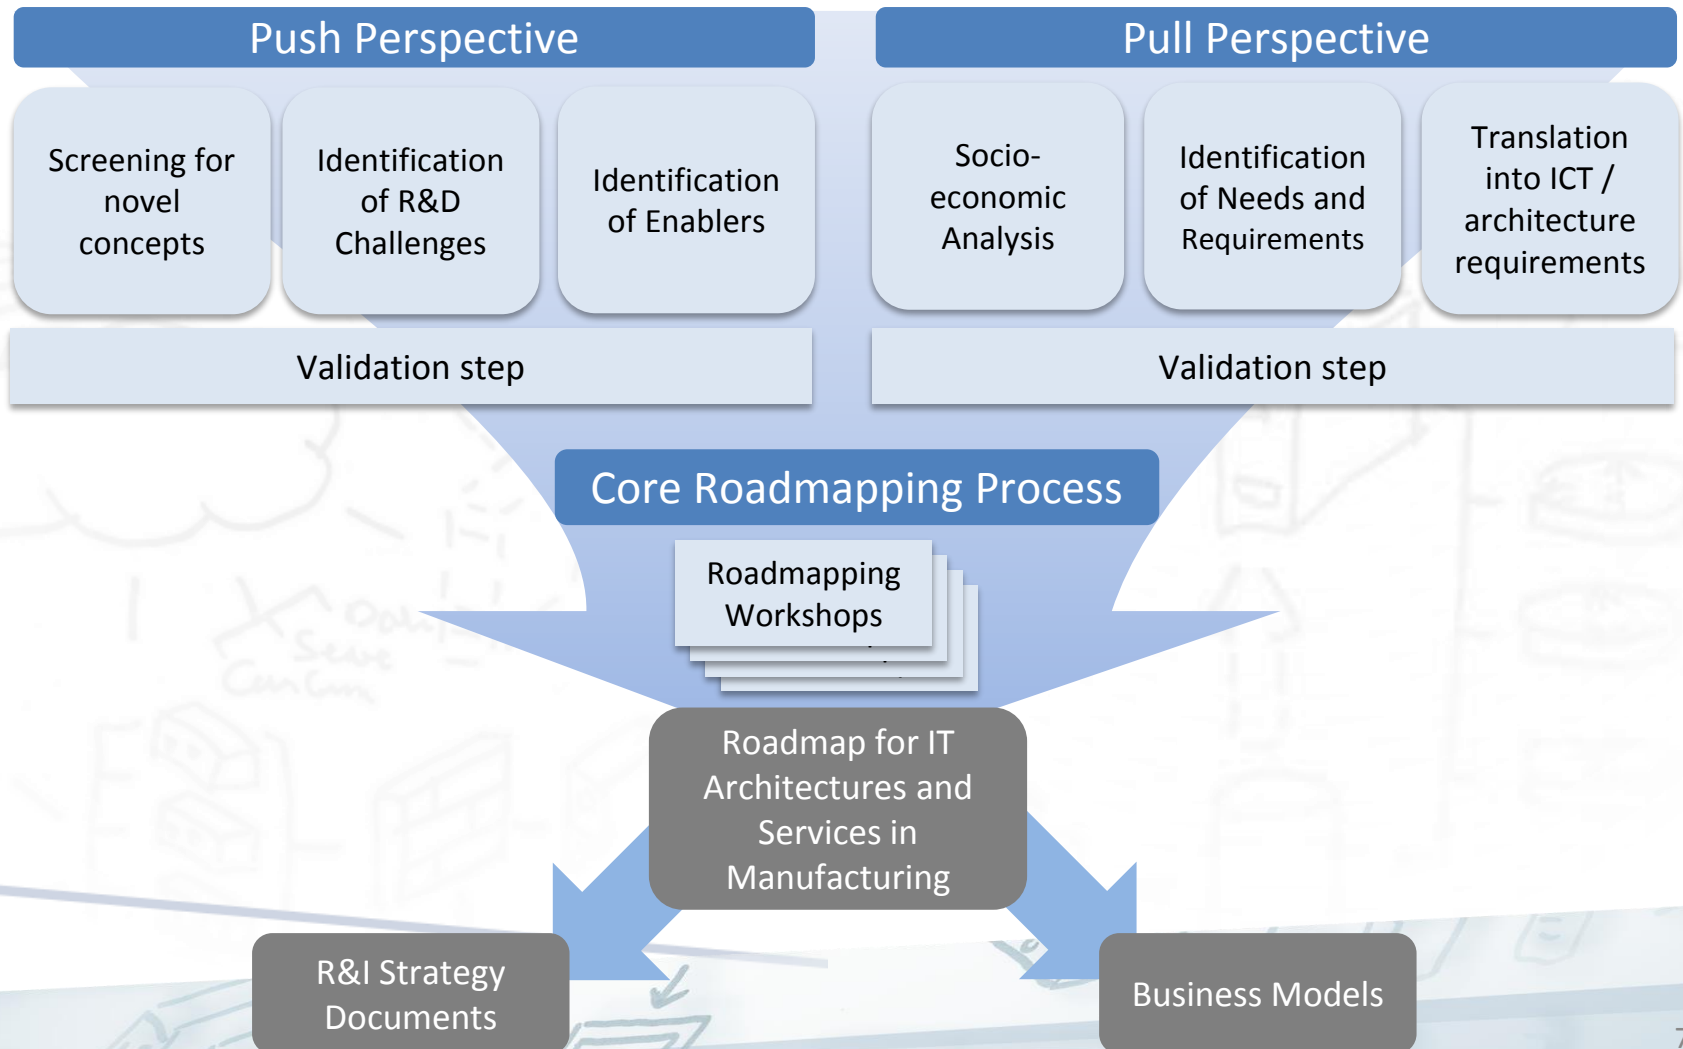 Push Perspective
Pull Perspective
Screening for
novel
concepts
Identification
of R&D
Challenges
Identification
of Enablers
Socio-
economic
Analysis
Identification
of Needs and
Requirements
Translation
into ICT /
architecture
requirements
Validation step
Validation step
Core Roadmapping Process
Roadmapping
Workshops
Roadmap for IT
Architectures and
Services in
Manufacturing
R&I Strategy
Documents
Business Models
7